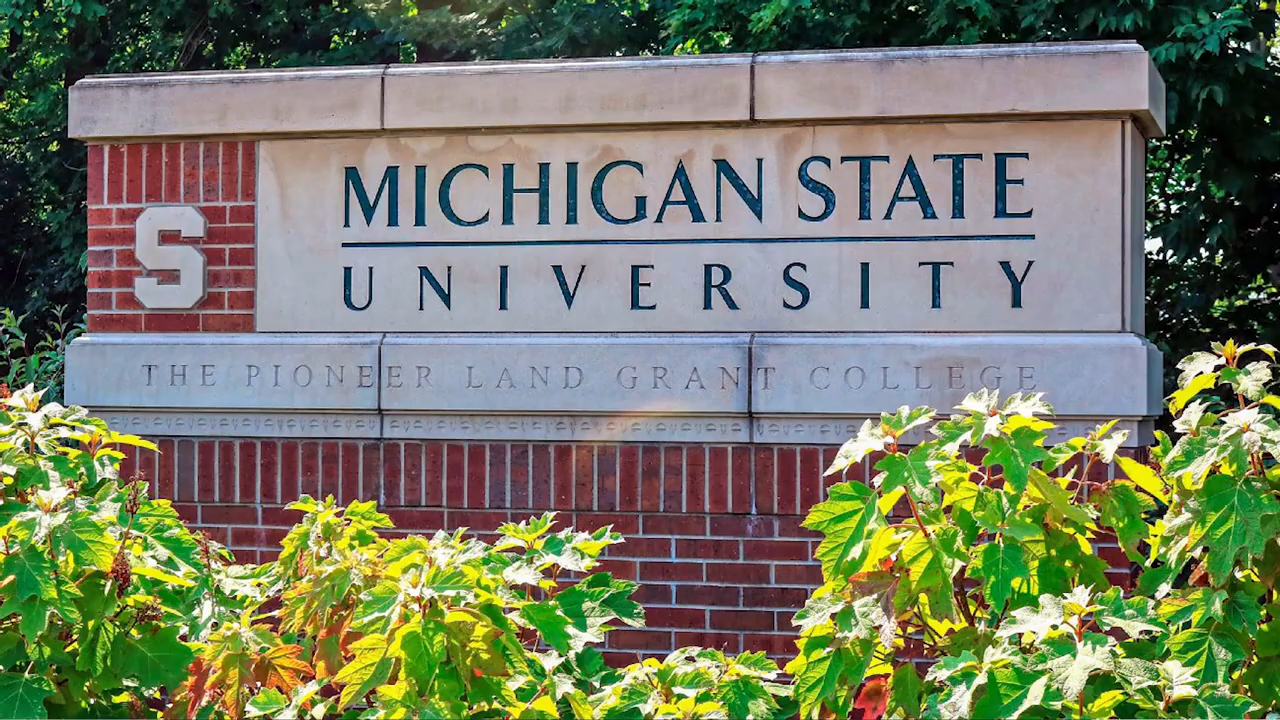 MICHIGAN STATE
S
UNIVERSITY
THE PIONEER LAND GRANT COLLEGE